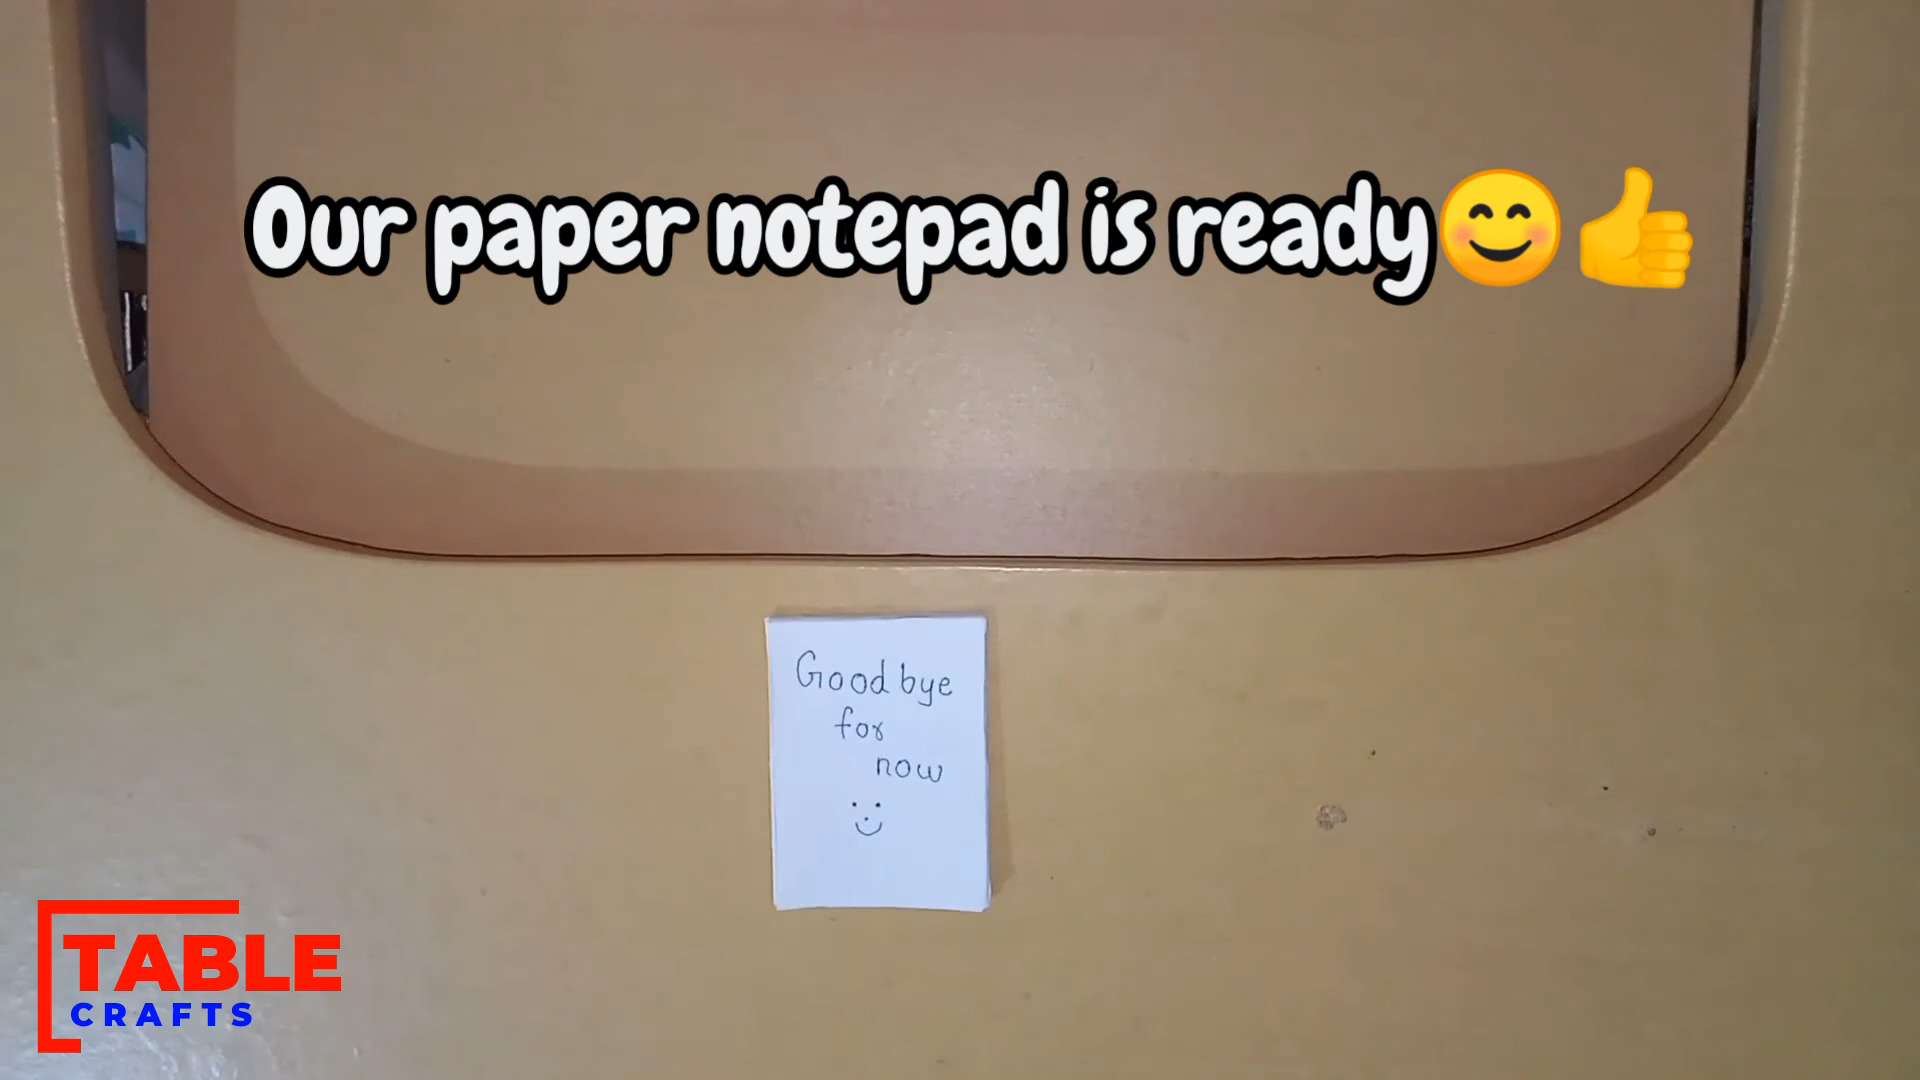 Our paper notepad is ready😊👍
Good bye
for
now
TABLE
CRAFTS